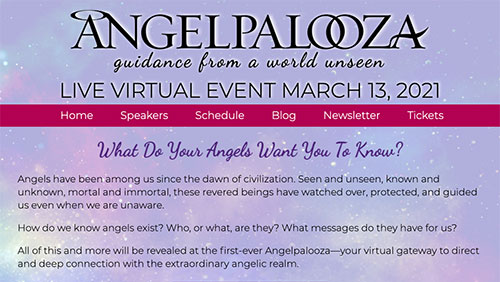 ANGELPALOOZA
guidance from a world unseen
LIVE VIRTUAL EVENT MARCH 13, 2021
Home Speakers Schedule Blog Newsletter Tickets
What Do Your Angels Want You To Know?
Angels have been among us since the dawn of civilization. Seen and unseen, known and
unknown, mortal and immortal, these revered beings have watched over, protected, and guided
us even when we are unaware.
How do we know angels exist? Who, or what, are they? What messages do they have for us?
All of this and more will be revealed at the first-ever Angelpalooza—your virtual gateway to direct
and deep connection with the extraordinary angelic realm.